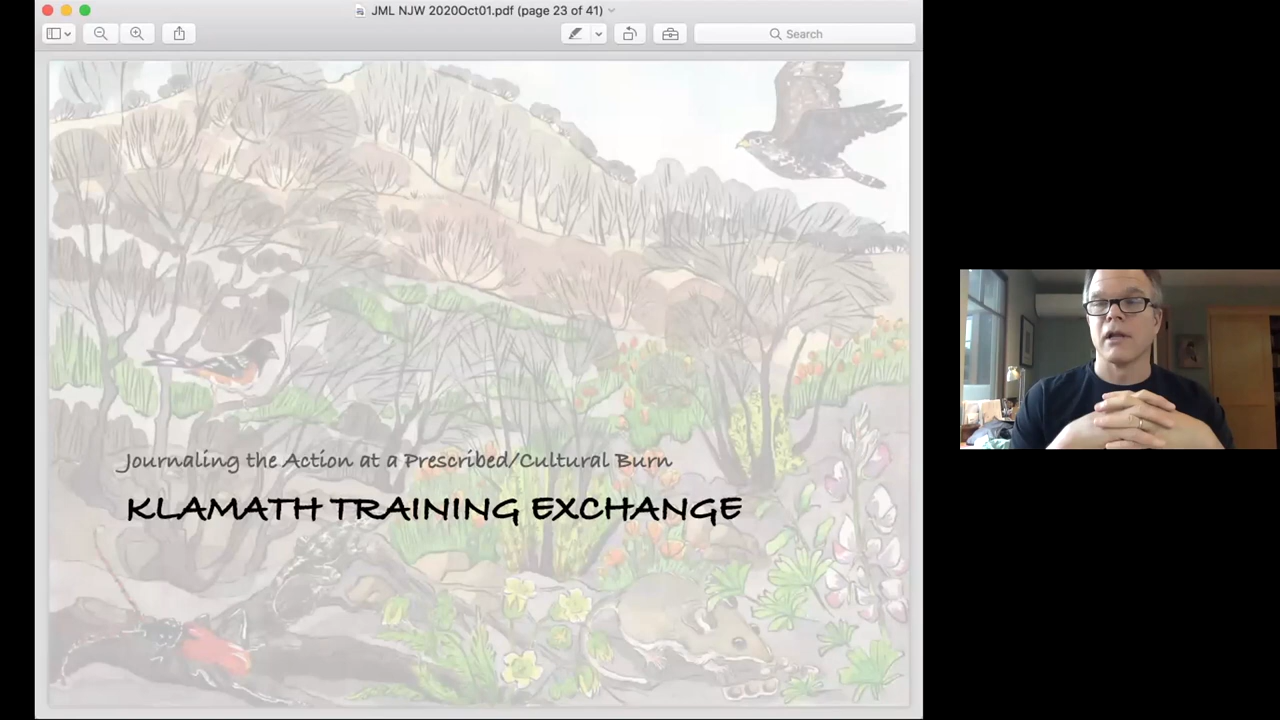 JML NJW 2020Oct01.pdf (page 23 of 41)
Search
Journaling the Action at a Prescribed/Cultural Burn
KLAMATH TRAINING EXCHANGE